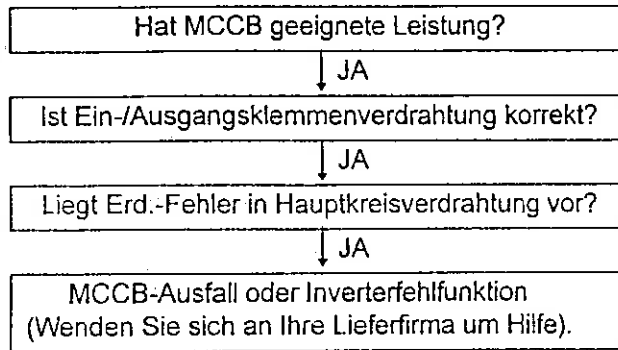 Hat MCCB geeignete Leistung?
JA
Ist Ein-/Ausgangsklemmenverdrahtung korrekt?
JA
Liegt Erd.-Fehler in Hauptkreisverdrahtung vor?
JA
MCCB-Ausfall oder Inverterfehlfunktion
(Wenden Sie sich an Ihre Lieferfirma um Hilfe).